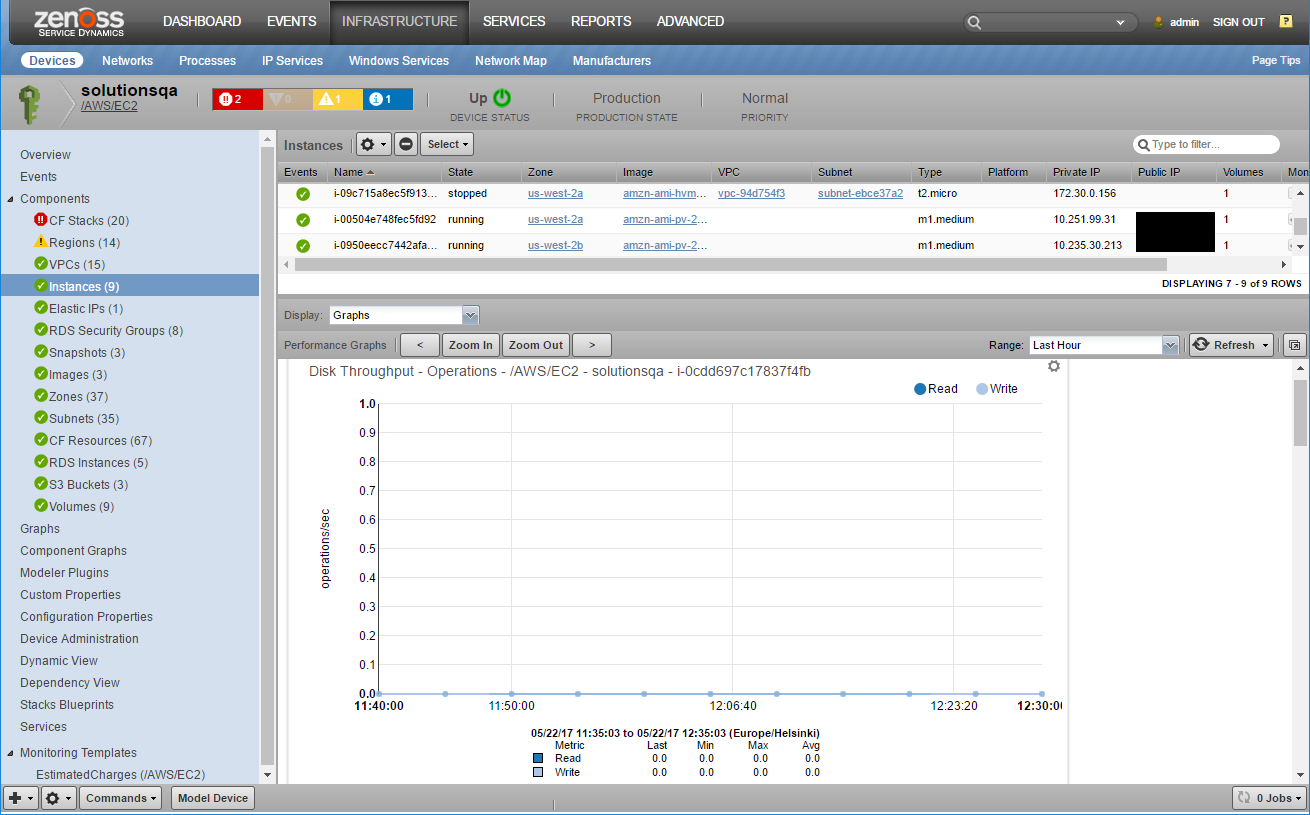 zenoss
SERVICE DYNAMICS
DASHBOARD EVENTS INFRASTRUCTURE SERVICES REPORTS ADVANCED
admin SIGN OUT ?
Devices Networks Processes IP Services Windows Services Network Map Manufacturers
Page Tips
solutionsqa
/AWS/EC2
2 0 1 1
Up
DEVICE STATUS
Production
PRODUCTION STATE
Normal
PRIORITY
Overview
Events
Components
CF Stacks (20)
Regions (14)
VPCs (15)
Instances (9)
Elastic IPs (1)
RDS Security Groups (8)
Snapshots (3)
Images (3)
Zones (37)
Subnets (35)
CF Resources (67)
RDS Instances (5)
S3 Buckets (3)
Volumes (9)
Graphs
Component Graphs
Modeler Plugins
Custom Properties
Configuration Properties
Device Administration
Dynamic View
Dependency View
Stacks Blueprints
Services
Monitoring Templates
EstimatedCharges (/AWS/EC2)
Instances Select Type to filter...
Events Name State Zone Image VPC Subnet Type Platform Private IP Public IP Volumes Mon
i-09c715a8ec5f913... stopped us-west-2a amzn-ami-hvm... vpc-94d754f3 subnet-ebce37a2 t2.micro 172.30.0.156 1
i-00504e748fec5fd92 running us-west-2a amzn-ami-pv-2... m1.medium 10.251.99.31 1
i-0950eecc7442afa... running us-west-2b amzn-ami-pv-2... m1.medium 10.235.30.213 1
DISPLAYING 7 - 9 of 9 ROWS
Display: Graphs
Performance Graphs < Zoom In Zoom Out > Range: Last Hour Refresh
Disk Throughput - Operations - /AWS/EC2 - solutionsqa - i-0cdd697c17837f4fb
Read Write
1.0
0.9
0.8
0.7
0.6
0.5
0.4
0.3
0.2
0.1
0.0
operations/sec
11:40:00 11:50:00 12:06:40 12:23:20 12:30:0
05/22/17 11:35:03 to 05/22/17 12:35:03 (Europe/Helsinki)
Metric Last Min Max Avg
Read 0.0 0.0 0.0 0.0
Write 0.0 0.0 0.0 0.0
Commands Model Device 0 Jobs